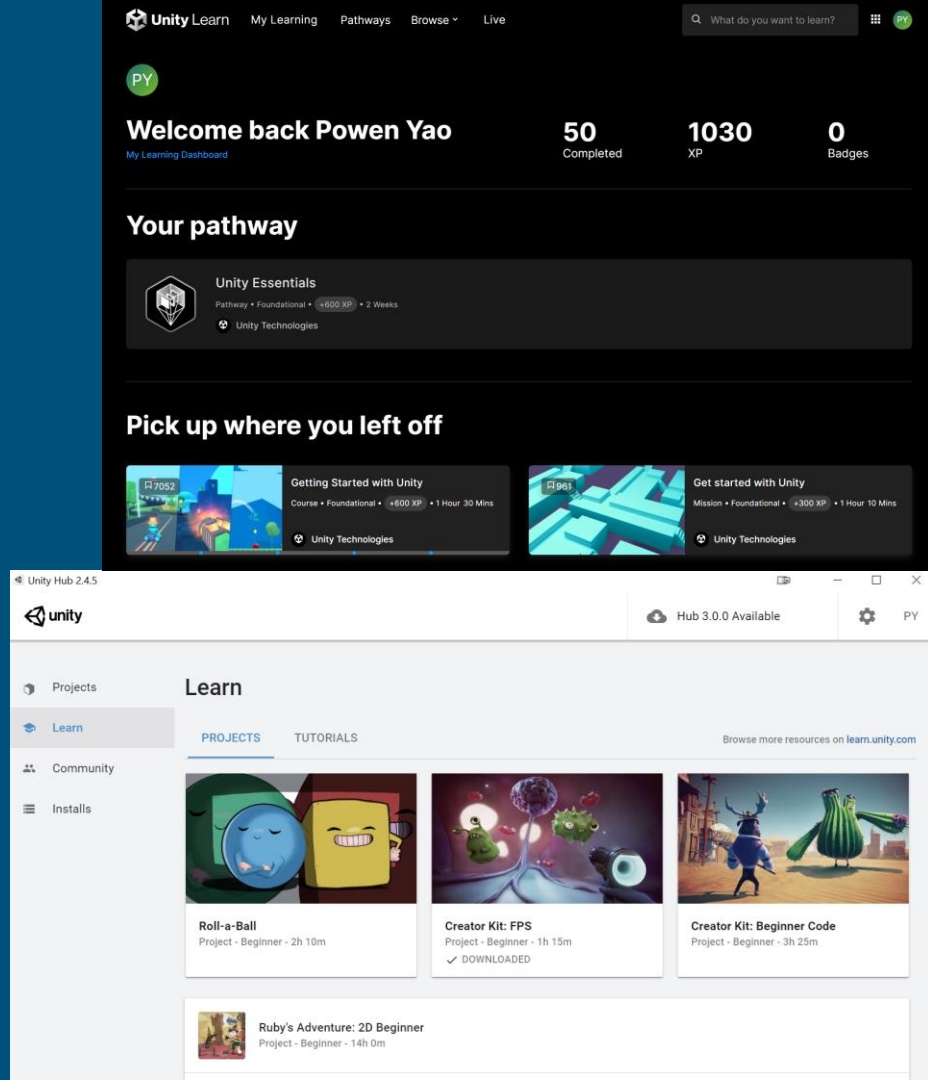 Unity Learn My Learning Pathways Browse Live What do you want to learn? PY
PY
Welcome back Powen Yao
My Learning Dashboard
50 1030 0
Completed XP Badges
Your pathway
Unity Essentials
Pathway • Foundational • +600 XP • 2 Weeks
Unity Technologies
Pick up where you left off
7052
Getting Started with Unity
Course • Foundational • +600 XP • 1 Hour 30 Mins
Unity Technologies
961
Get started with Unity
Mission • Foundational • +300 XP • 1 Hour 10 Mins
Unity Technologies
Unity Hub 2.4.5
unity Hub 3.0.0 Available PY
Projects
Learn
Community
Installs
Learn
PROJECTS TUTORIALS Browse more resources on learn.unity.com
Roll-a-Ball
Project - Beginner - 2h 10m
Creator Kit: FPS
Project - Beginner - 1h 15m
DOWNLOADED
Creator Kit: Beginner Code
Project - Beginner - 3h 25m
Ruby's Adventure: 2D Beginner
Project - Beginner - 14h 0m